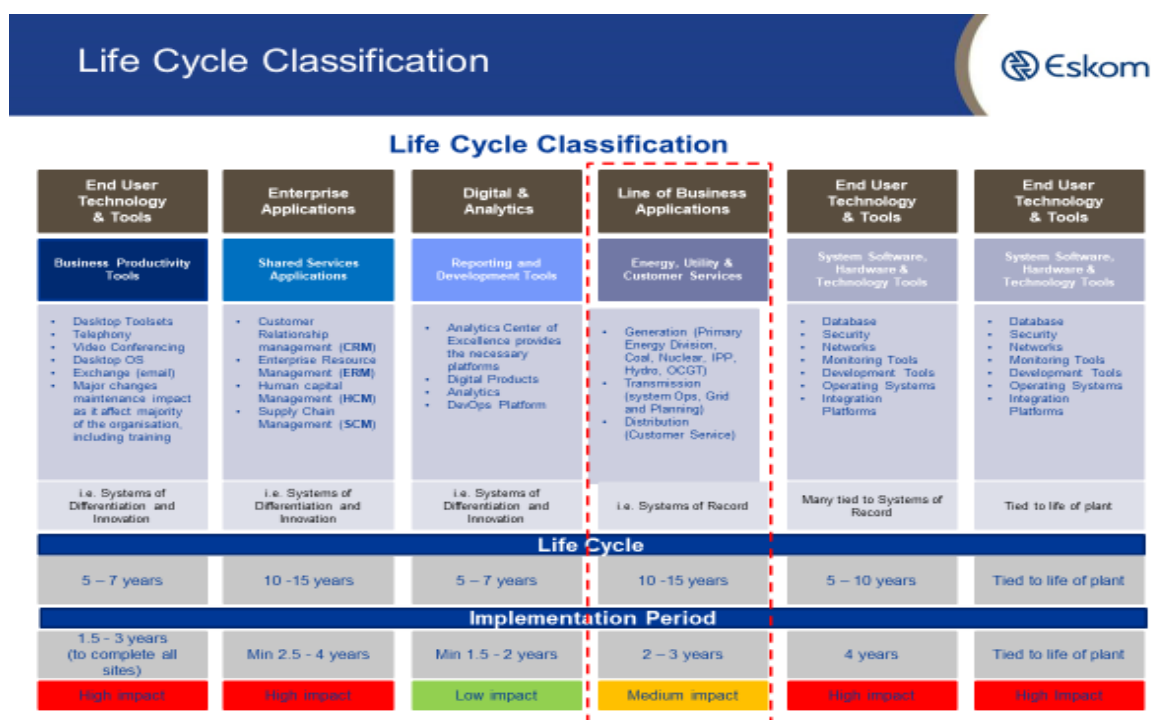 Life Cycle Classification
Eskom
Life Cycle Classification
End User
Technology
& Tools
Enterprise
Applications
Digital &
Analytics
Line of Business
Applications
End User
Technology
& Tools
End User
Technology
& Tools
Business Productivity
Tools
Shared Services
Applications
Reporting and
Development Tools
Energy, Utility &
Customer Services
System Software,
Hardware &
Technology Tools
System Software,
Hardware &
Technology Tools
• Desktop Toolsets
• Telephony
• Video Conferencing
• Desktop OS
• Exchange (email)
• Major changes
maintenance impact
as it affect majority
of the organisation,
including training
• Customer
Relationship
management (CRM)
• Enterprise Resource
Management (ERM)
• Human capital
Management (HCM)
• Supply Chain
Management (SCM)
• Analytics Center of
Excellence provides
the necessary
platforms
• Digital Products
• Analytics
• DevOps Platform
• Generation (Primary
Energy Division,
Coal, Nuclear, IPP,
Hydro, OCGT)
• Transmission
(system Ops, Grid
and Planning)
• Distribution
(Customer Service)
• Database
• Security
• Networks
• Monitoring Tools
• Development Tools
• Operating Systems
• Integration
Platforms
• Database
• Security
• Networks
• Monitoring Tools
• Development Tools
• Operating Systems
• Integration
Platforms
i.e. Systems of
Differentiation and
Innovation
i.e. Systems of
Differentiation and
Innovation
i.e. Systems of
Differentiation and
Innovation
i.e. Systems of Record
Many tied to Systems of
Record
Tied to life of plant
Life Cycle
5 – 7 years
10 -15 years
5 – 7 years
10 -15 years
5 – 10 years
Tied to life of plant
Implementation Period
1.5 - 3 years
(to complete all
sites)
Min 2.5 - 4 years
Min 1.5 - 2 years
2 – 3 years
4 years
Tied to life of plant
High impact
High impact
Low impact
Medium impact
High impact
High Impact